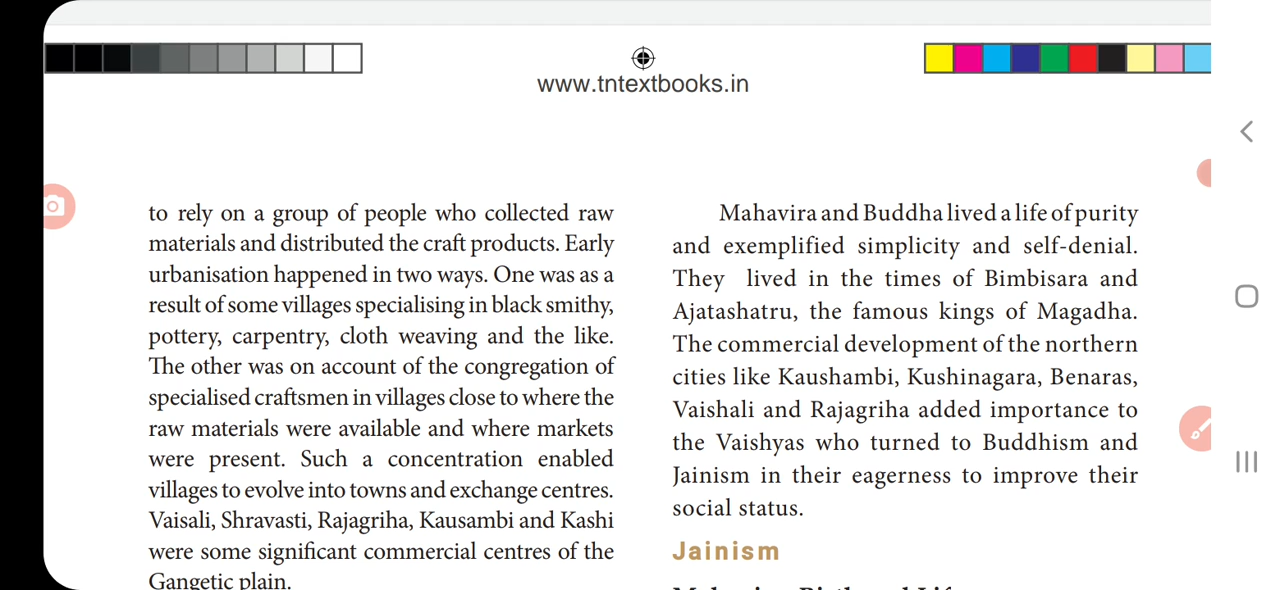 www.tntextbooks.in
to rely on a group of people who collected raw
materials and distributed the craft products. Early
urbanisation happened in two ways. One was as a
result of some villages specialising in black smithy,
pottery, carpentry, cloth weaving and the like.
The other was on account of the congregation of
specialised craftsmen in villages close to where the
raw materials were available and where markets
were present. Such a concentration enabled
villages to evolve into towns and exchange centres.
Vaisali, Shravasti, Rajagriha, Kausambi and Kashi
were some significant commercial centres of the
Gangetic plain.
Mahavira and Buddha lived a life of purity
and exemplified simplicity and self-denial.
They lived in the times of Bimbisara and
Ajatashatru, the famous kings of Magadha.
The commercial development of the northern
cities like Kaushambi, Kushinagara, Benaras,
Vaishali and Rajagriha added importance to
the Vaishyas who turned to Buddhism and
Jainism in their eagerness to improve their
social status.
Jainism